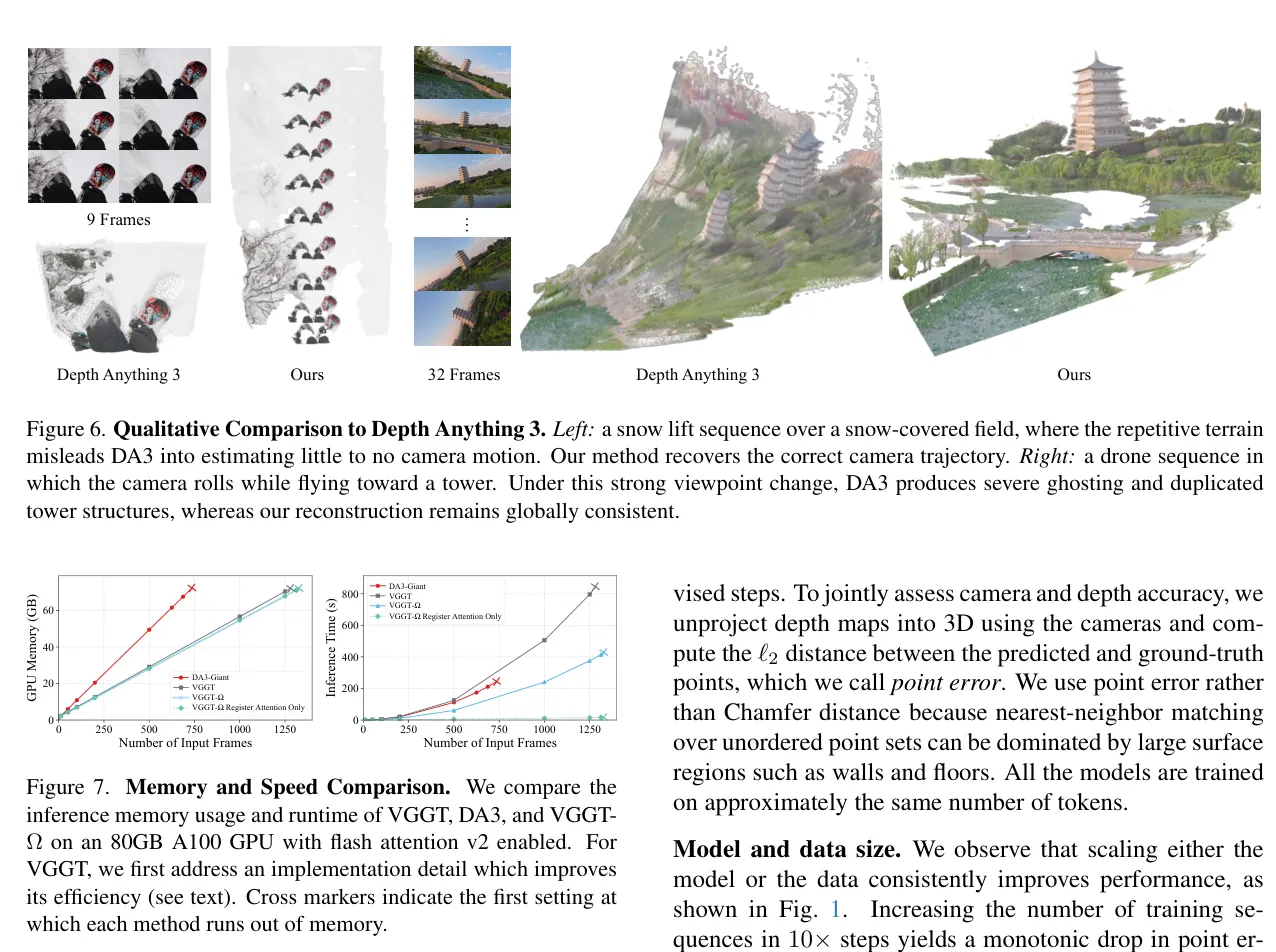 9 Frames
Depth Anything 3
Ours
32 Frames
Depth Anything 3
Ours
Figure 6. Qualitative Comparison to Depth Anything 3. Left: a snow lift sequence over a snow-covered field, where the repetitive terrain
misleads DA3 into estimating little to no camera motion. Our method recovers the correct camera trajectory. Right: a drone sequence in
which the camera rolls while flying toward a tower. Under this strong viewpoint change, DA3 produces severe ghosting and duplicated
tower structures, whereas our reconstruction remains globally consistent.
GPU Memory (GB)
60
40
20
0
DA3-Giant
VGGT
VGGT-Ω
VGGT-Ω Register Attention Only
0 250 500 750 1000 1250
Number of Input Frames
Inference Time (s)
800
600
400
200
0
DA3-Giant
VGGT
VGGT-Ω
VGGT-Ω Register Attention Only
0 250 500 750 1000 1250
Number of Input Frames
Figure 7. Memory and Speed Comparison. We compare the
inference memory usage and runtime of VGGT, DA3, and VGGT-
Ω on an 80GB A100 GPU with flash attention v2 enabled. For
VGGT, we first address an implementation detail which improves
its efficiency (see text). Cross markers indicate the first setting at
which each method runs out of memory.
vised steps. To jointly assess camera and depth accuracy, we
unproject depth maps into 3D using the cameras and com-
pute the ℓ2 distance between the predicted and ground-truth
points, which we call point error. We use point error rather
than Chamfer distance because nearest-neighbor matching
over unordered point sets can be dominated by large surface
regions such as walls and floors. All the models are trained
on approximately the same number of tokens.
Model and data size. We observe that scaling either the
model or the data consistently improves performance, as
shown in Fig. 1. Increasing the number of training se-
quences in 10× steps yields a monotonic drop in point er-